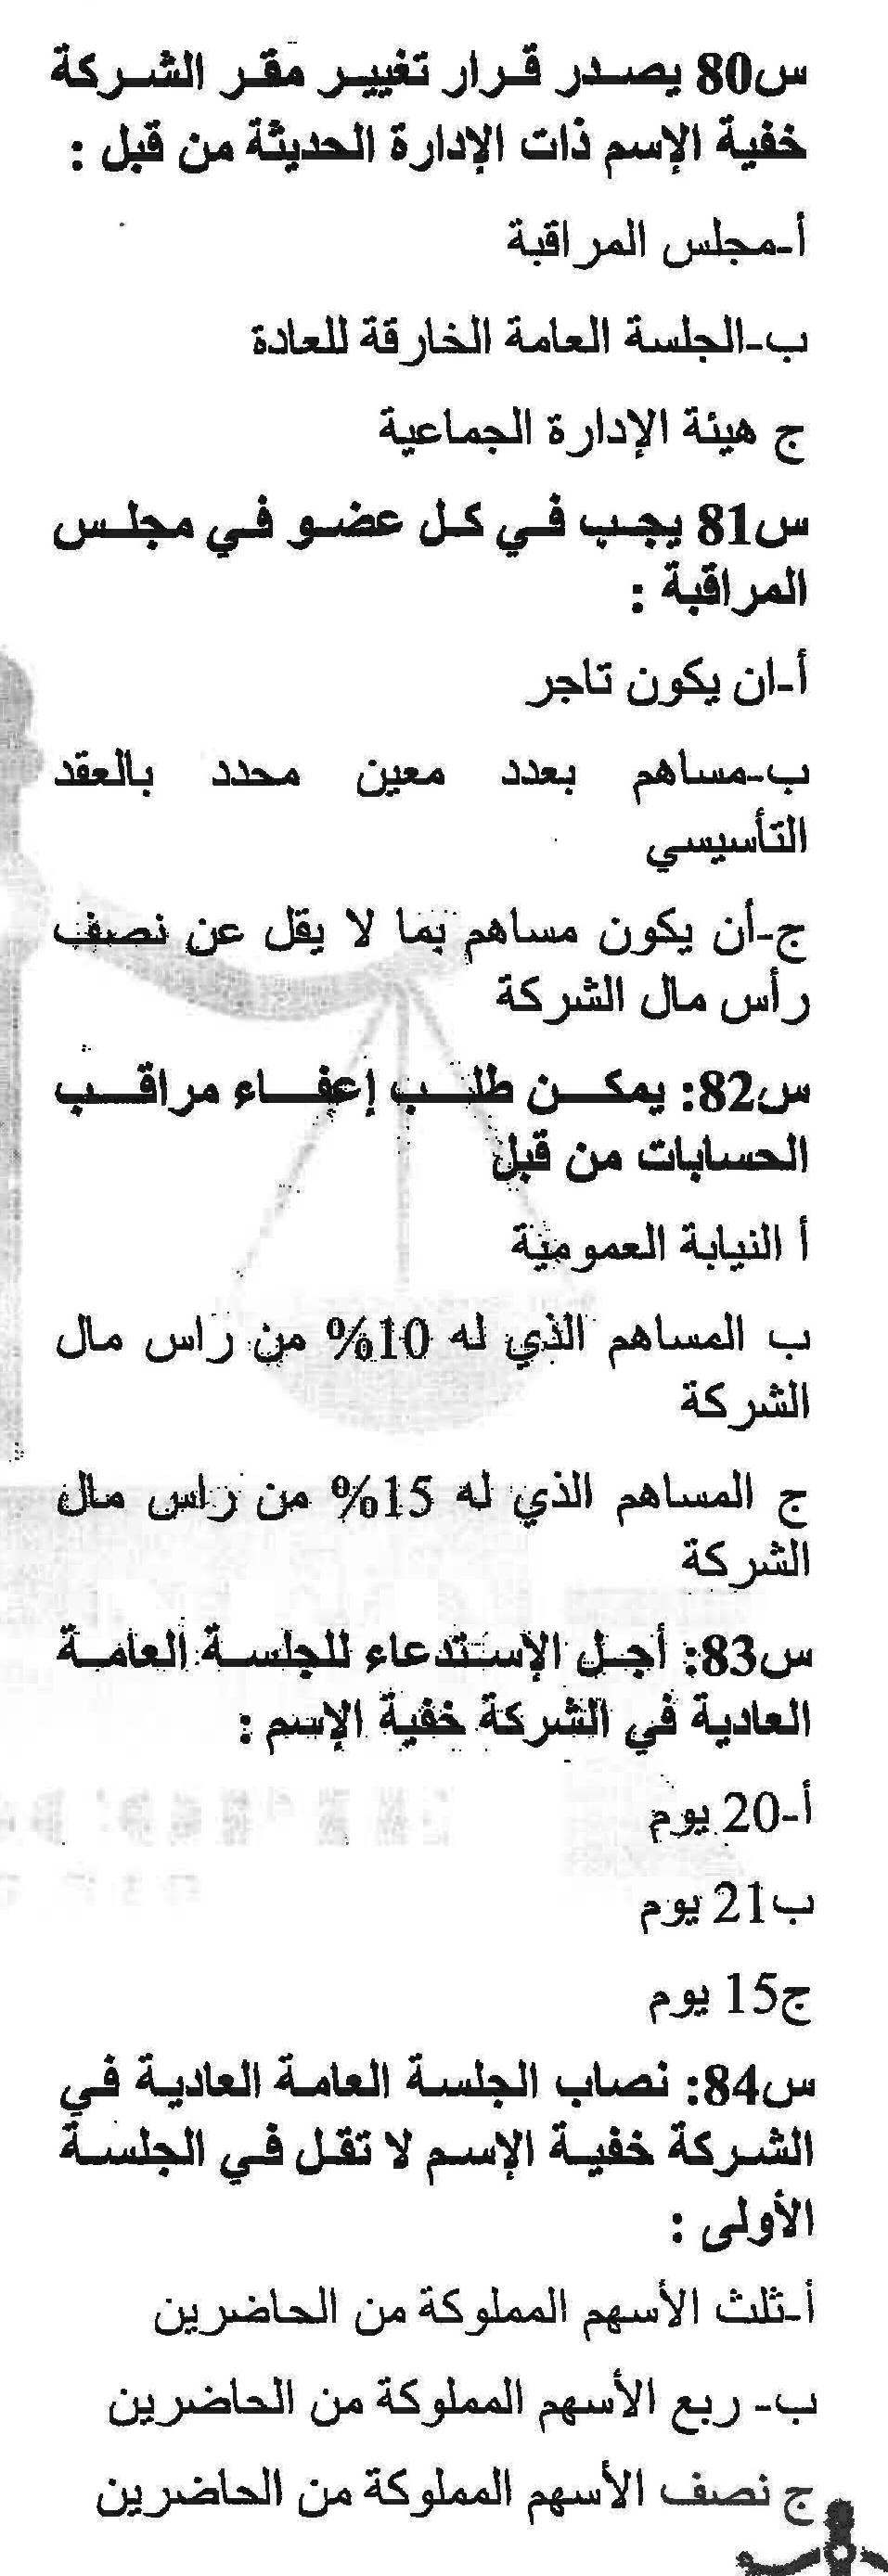 س80 يصدر قرار تغيير مقر الشركة
خفية الإسم ذات الإدارة الحديثة من قبل :
أ-مجلس المراقبة
ب-الجلسة العامة الخارقة للعادة
ج هيئة الإدارة الجماعية
س81 يجب في كل عضو في مجلس
المراقبة :
أ-ان يكون تاجر
ب-مساهم بعدد معين محدد بالعقد
التأسيسي
ج-أن يكون مساهم بما لا يقل عن نصف
رأس مال الشركة
س82: يمكن طلب إعفاء مراقب
الحسابات من قبل
أ النيابة العمومية
ب المساهم الذي له 10% من راس مال
الشركة
ج المساهم الذي له 15% من راس مال
الشركة
س83: أجل الإستدعاء للجلسة العامة
العادية في الشركة خفية الإسم :
أ-20 يوم
ب21 يوم
ج15 يوم
س84: نصاب الجلسة العامة العادية في
الشركة خفية الإسم لا تقل في الجلسة
الأولى :
أ-ثلث الأسهم المملوكة من الحاضرين
ب- ربع الأسهم المملوكة من الحاضرين
ج نصف الأسهم المملوكة من الحاضرين